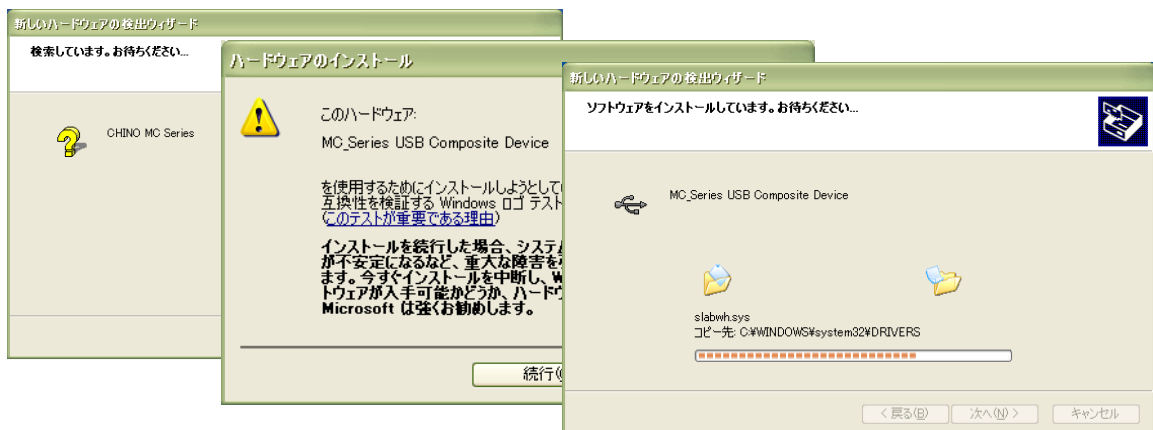 新しいハードウェアの検出ウィザード
検索しています。お待ちください...
CHINO MC Series
ハードウェアのインストール
このハードウェア:
MC_Series USB Composite Device
を使用するためにインストールしようとしてい
互換性を検証する Windows ロゴ テスト
(このテストが重要である理由)
インストールを続行した場合、システム
が不安定になるなど、重大な障害を
ます。今すぐインストールを中断し、W
トウェアが入手可能かどうか、ハードウ
Microsoft は強くお勧めします。
続行(
新しいハードウェアの検出ウィザード
ソフトウェアをインストールしています。お待ちください...
MC_Series USB Composite Device
slabwh.sys
コピー先: C:¥WINDOWS¥system32¥DRIVERS
< 戻る(B)
次へ(N) >
キャンセル